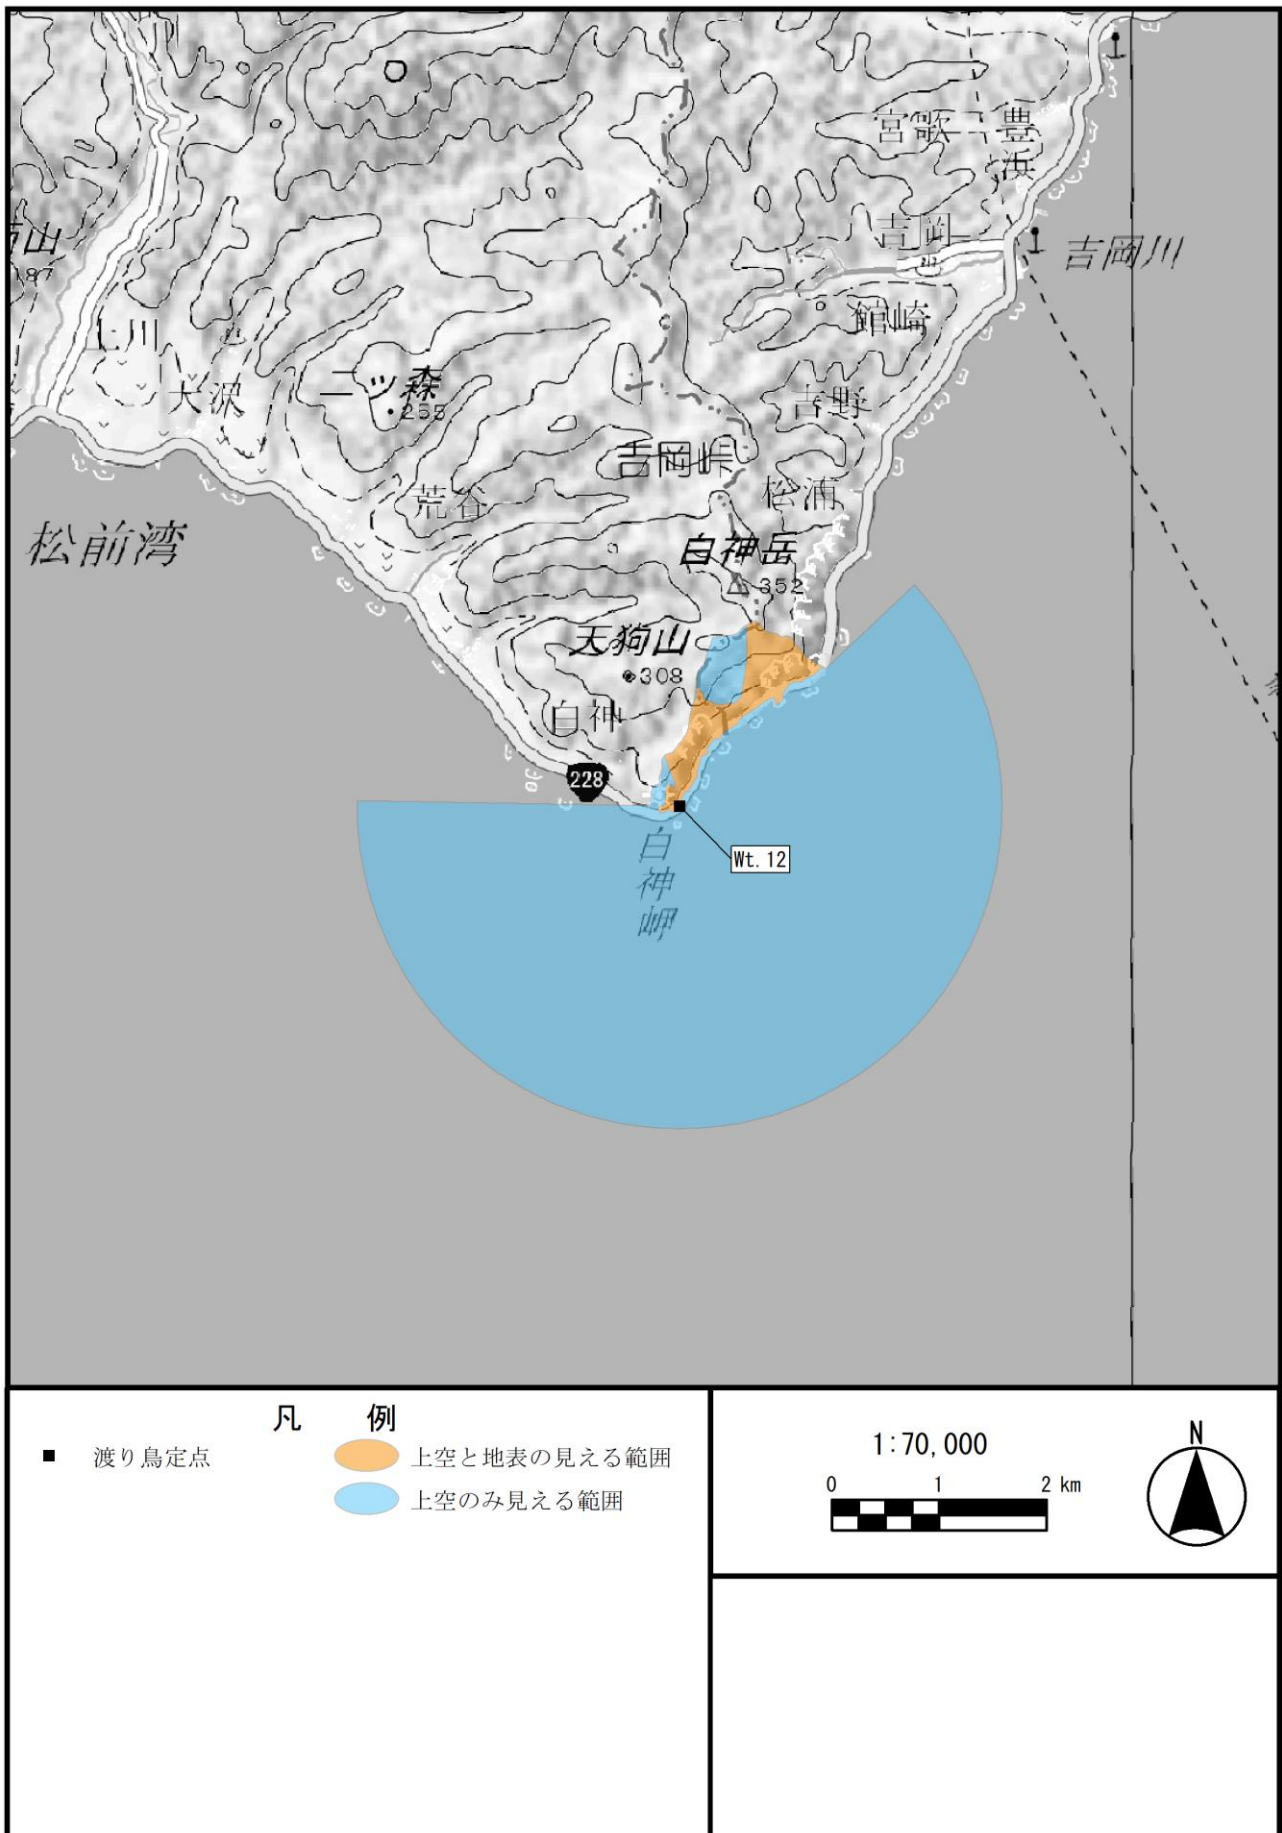 宮歌
豊浜
吉岡
吉岡川
館崎
187
上川
大沢
二ッ森
255
吉野
吉岡峠
松浦
荒谷
松前湾
白神岳
352
天狗山
308
白神
228
Wt. 12
白神岬
凡 例
渡り鳥定点
上空と地表の見える範囲
上空のみ見える範囲
1:70,000
0 1 2 km
N